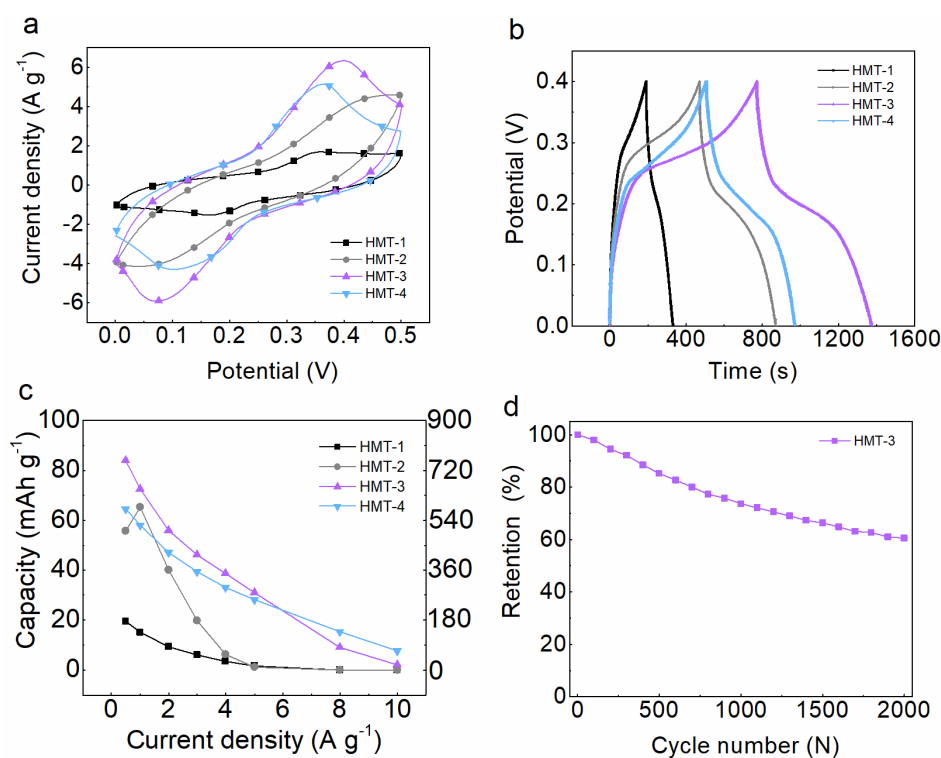 a
Current density (A g⁻¹)
6
4
2
0
-2
-4
-6
0.0 0.1 0.2 0.3 0.4 0.5
Potential (V)
HMT-1
HMT-2
HMT-3
HMT-4
b
Potential (V)
0.4
0.3
0.2
0.1
0.0
0 400 800 1200 1600
Time (s)
HMT-1
HMT-2
HMT-3
HMT-4
c
Capacity (mAh g⁻¹)
100
80
60
40
20
0
900
720
540
360
180
0
0 2 4 6 8 10
Current density (A g⁻¹)
HMT-1
HMT-2
HMT-3
HMT-4
d
Retention (%)
100
80
60
40
20
0
0 500 1000 1500 2000
Cycle number (N)
HMT-3